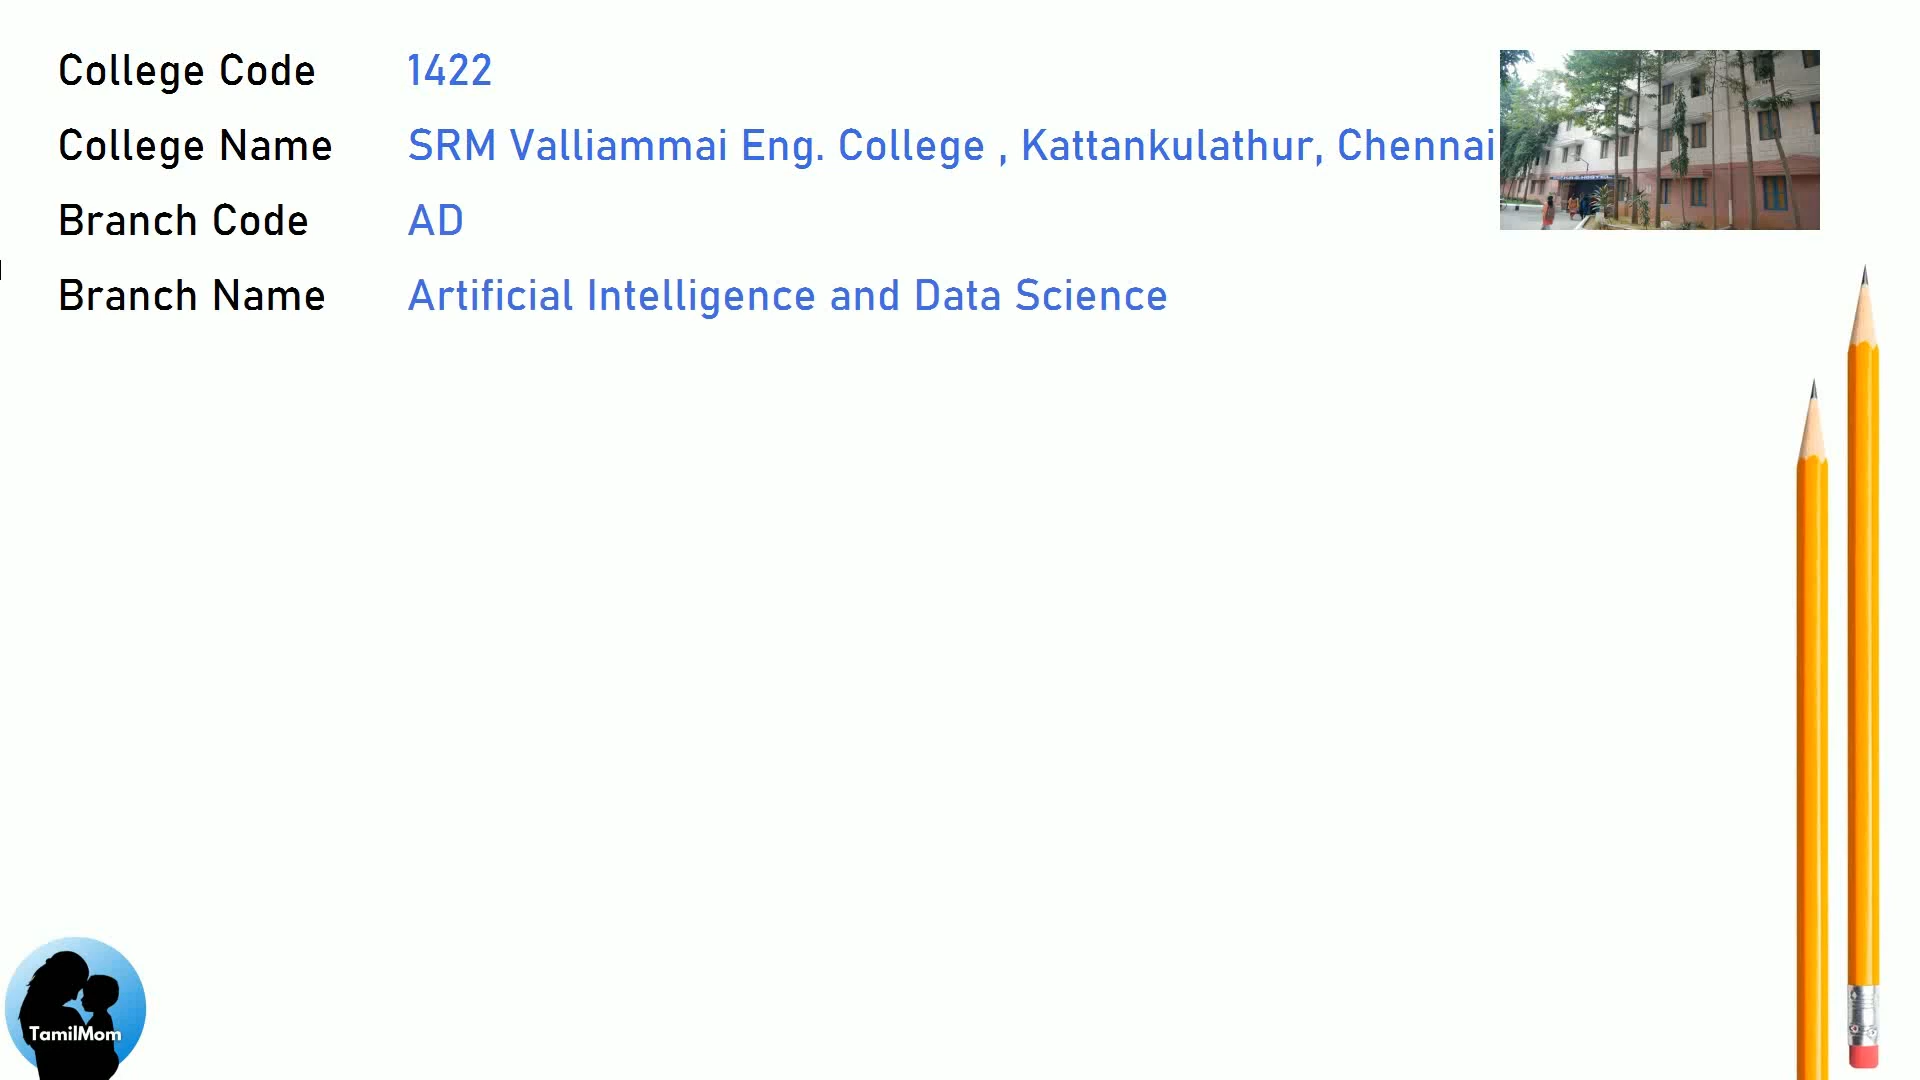 College Code 1422
College Name SRM Valliammai Eng. College , Kattankulathur, Chennai
Branch Code AD
Branch Name Artificial Intelligence and Data Science
TamilMom